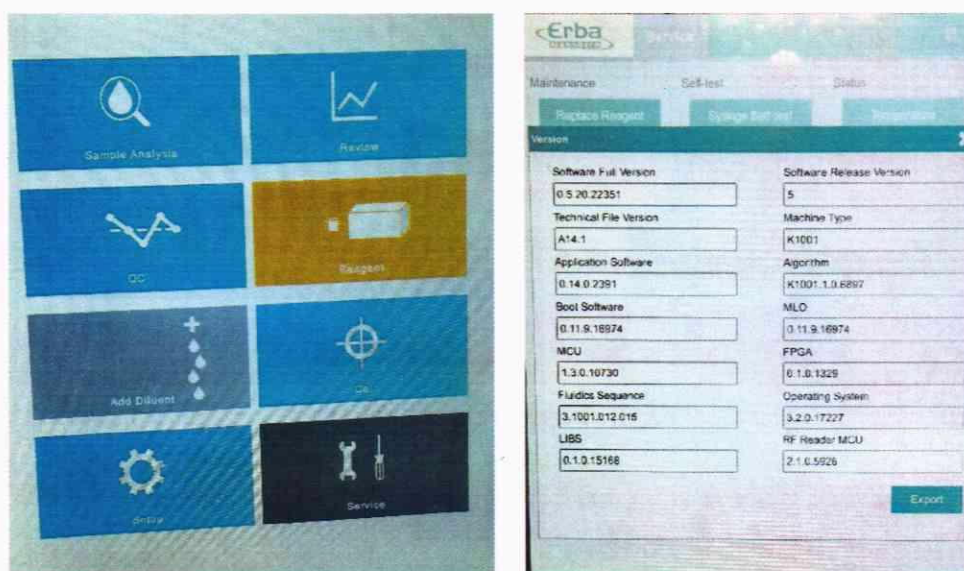 Sample Analysis
Review
QC
Reagent
Add Diluent
Cal
Setup
Service
Erba
Service
Maintenance
Self-test
Status
Replace Reagent
Syringe Self-test
Temperature
Version
Software Full Version
Software Release Version
0.5.20.22351
5
Technical File Version
Machine Type
A14.1
K1001
Application Software
Algorithm
0.14.0.2391
K1001.1.0.6897
Boot Software
MLO
0.11.9.16974
0.11.9.16974
MCU
FPGA
1.3.0.16730
6.1.0.1329
Fluidics Sequence
Operating System
3.1001.012.015
3.2.0.17227
LIBS
RF Reader MCU
0.1.0.15168
2.1.0.5926
Export